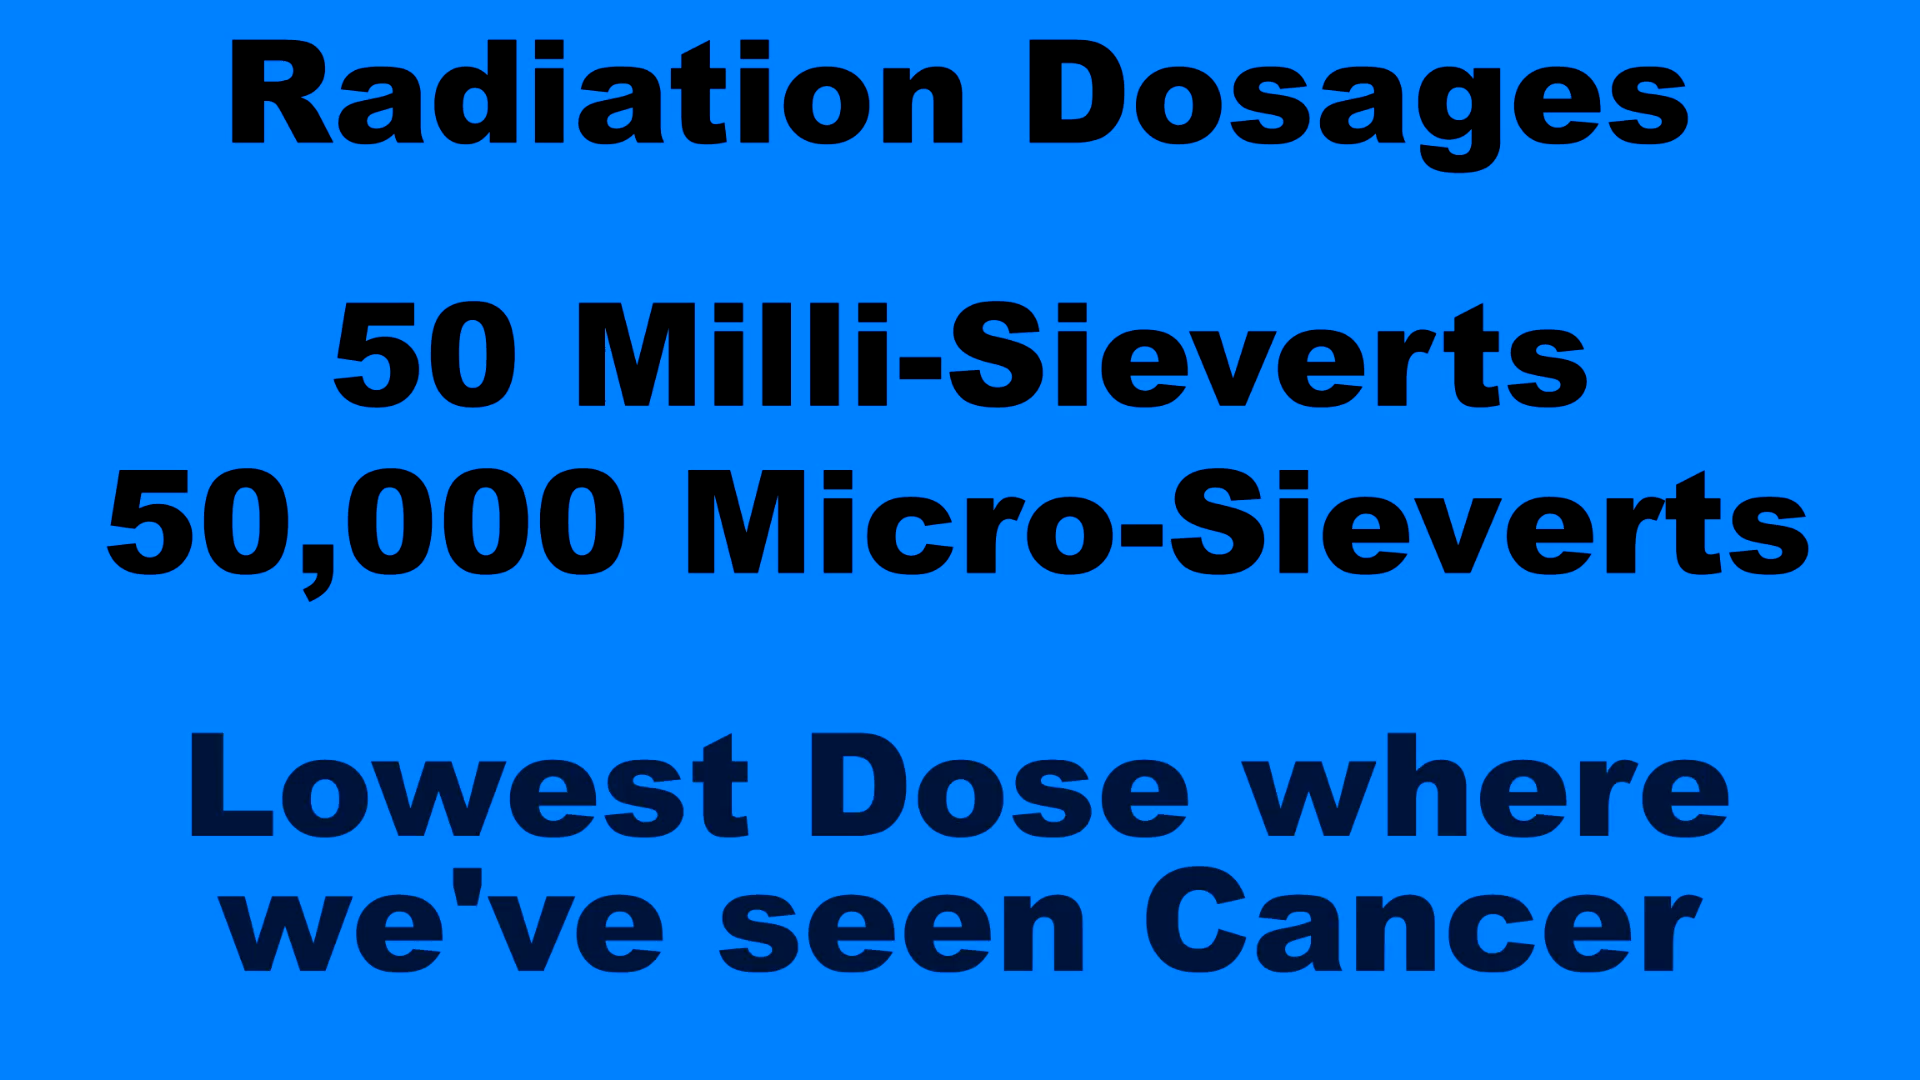 Radiation Dosages
50 Milli-Sieverts
50,000 Micro-Sieverts
Lowest Dose where
we've seen Cancer